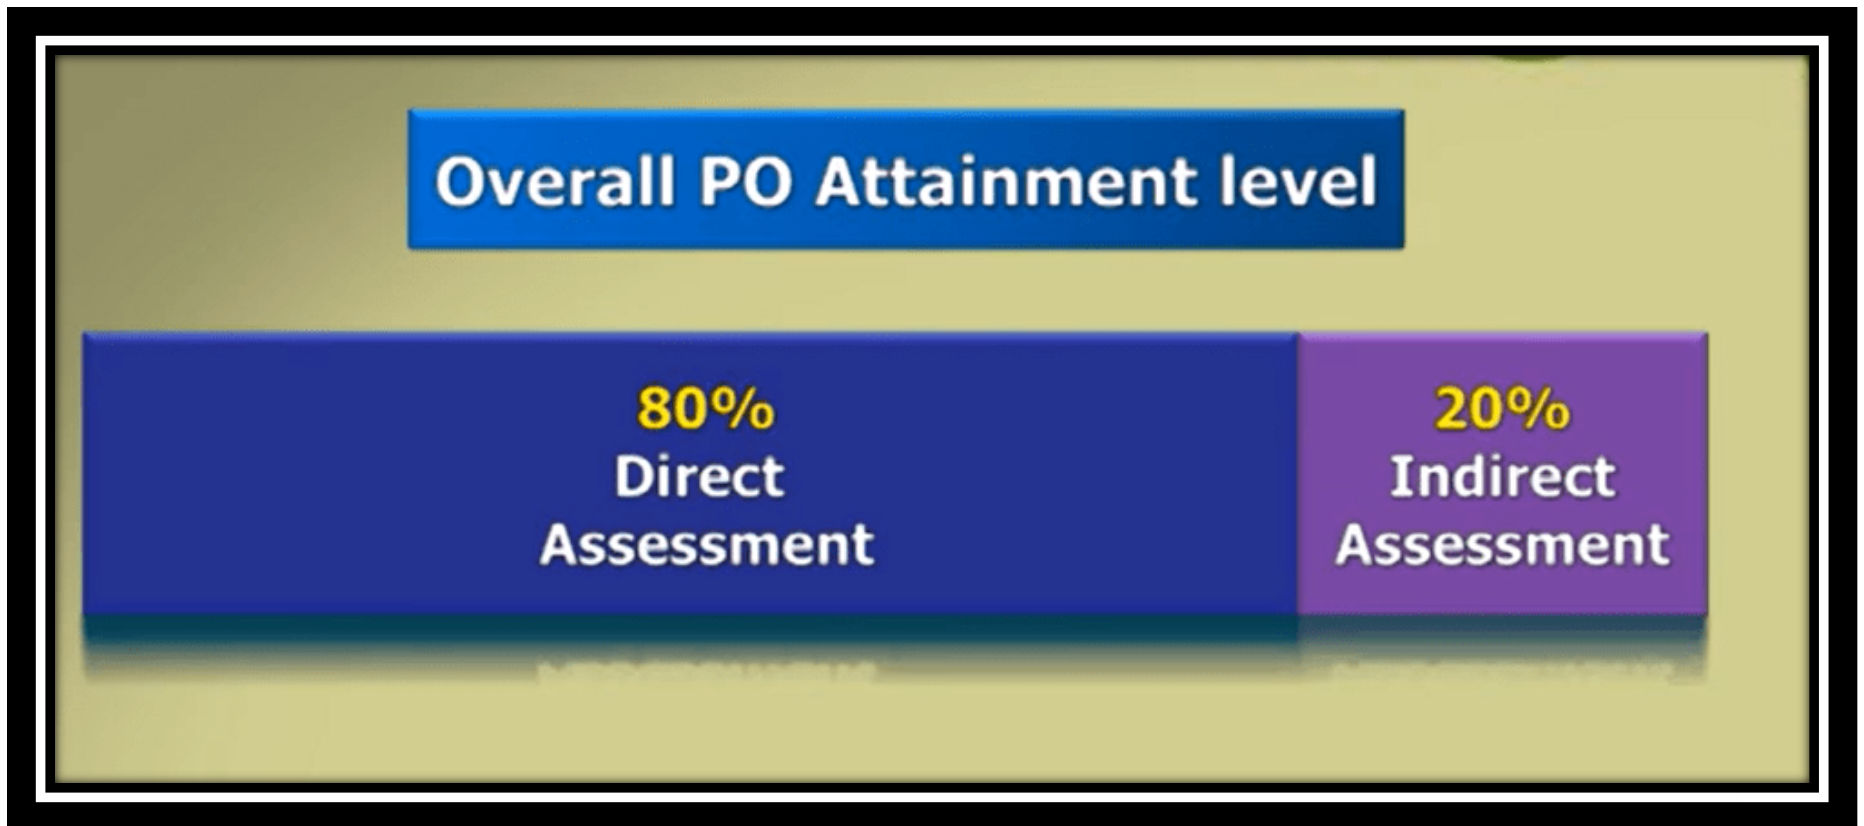 Overall PO Attainment level
80%
Direct
Assessment
20%
Indirect
Assessment